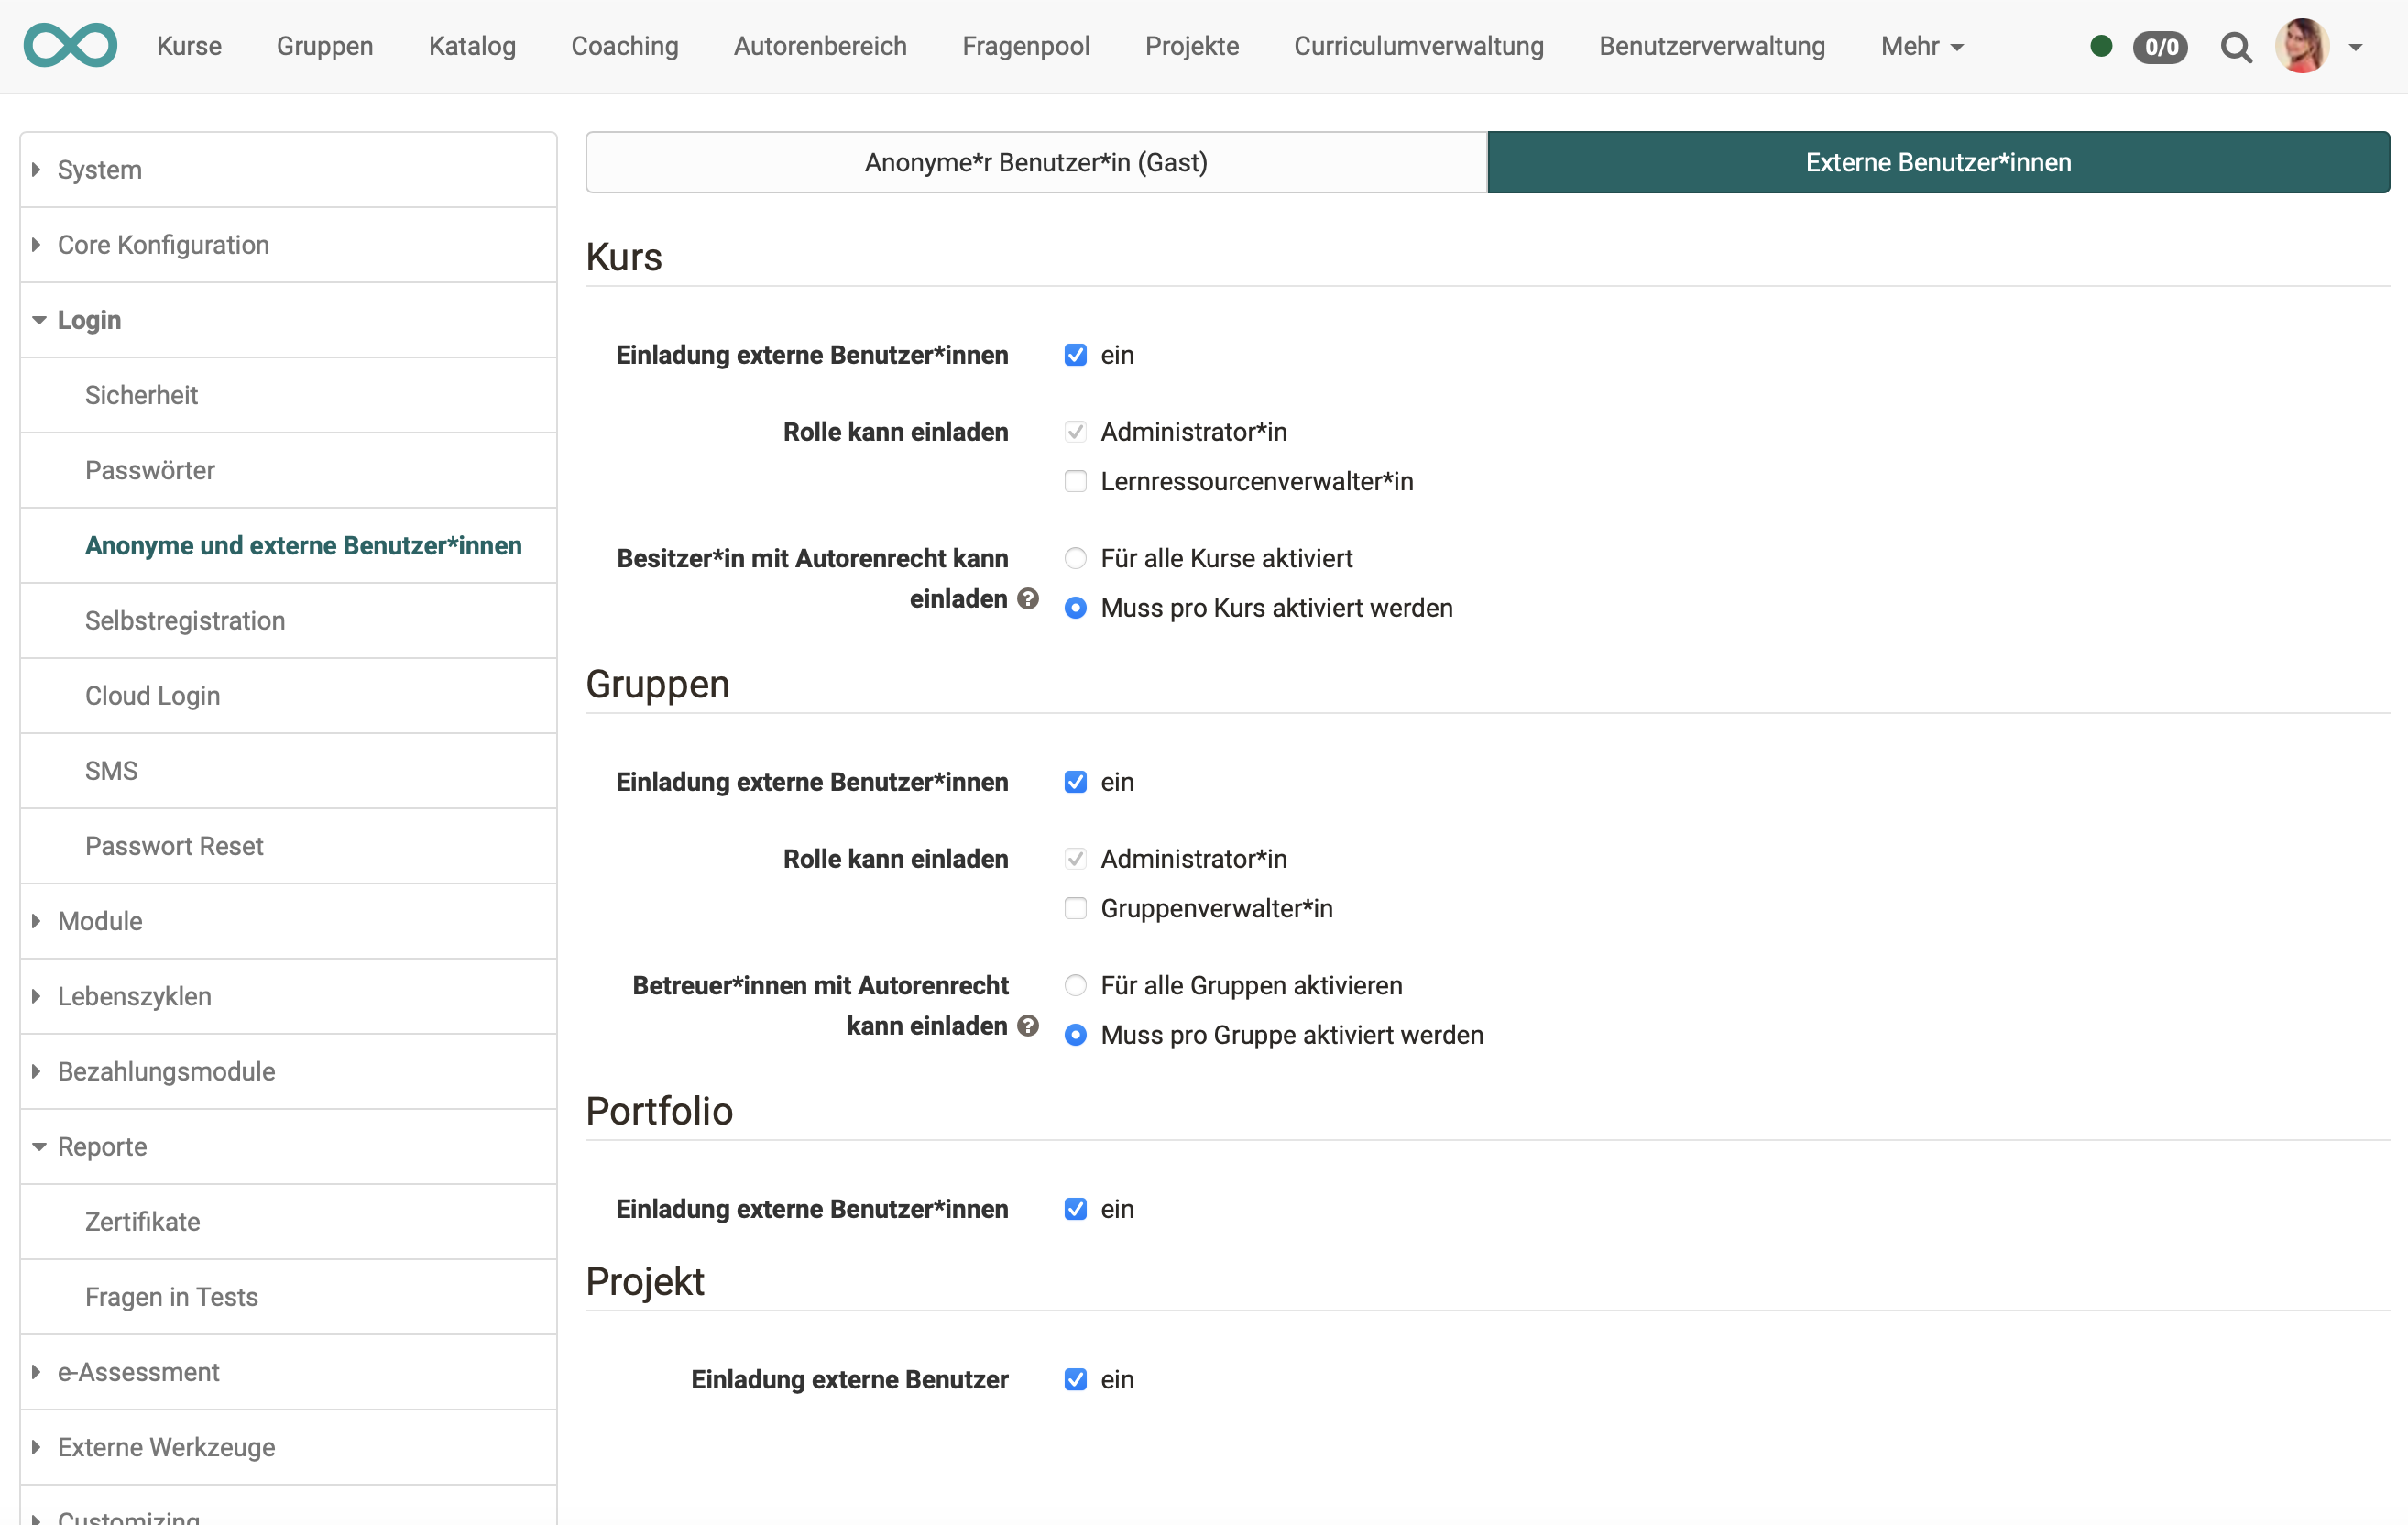 Kurse Gruppen Katalog Coaching Autorenbereich Fragenpool Projekte Curriculumverwaltung Benutzerverwaltung Mehr 0/0
System
Core Konfiguration
Login
Sicherheit
Passwörter
Anonyme und externe Benutzer*innen
Selbstregistration
Cloud Login
SMS
Passwort Reset
Module
Lebenszyklen
Bezahlungsmodule
Reporte
Zertifikate
Fragen in Tests
e-Assessment
Externe Werkzeuge
Customizing
Anonyme*r Benutzer*in (Gast) Externe Benutzer*innen
Kurs
Einladung externe Benutzer*innen ein
Rolle kann einladen Administrator*in
Lernressourcenverwalter*in
Besitzer*in mit Autorenrecht kann Für alle Kurse aktiviert
einladen ? Muss pro Kurs aktiviert werden
Gruppen
Einladung externe Benutzer*innen ein
Rolle kann einladen Administrator*in
Gruppenverwalter*in
Betreuer*innen mit Autorenrecht Für alle Gruppen aktivieren
kann einladen ? Muss pro Gruppe aktiviert werden
Portfolio
Einladung externe Benutzer*innen ein
Projekt
Einladung externe Benutzer ein